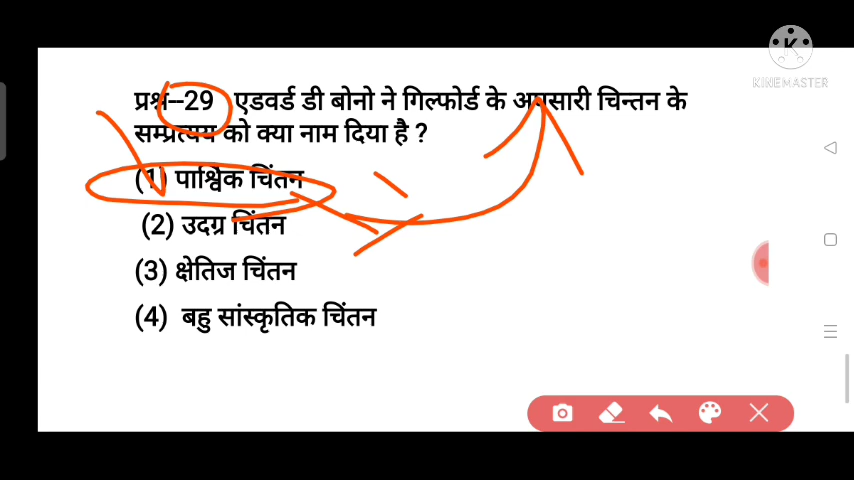 प्रश्न--29 एडवर्ड डी बोनो ने गिल्फोर्ड के अपसारी चिन्तन के
सम्प्रत्यय को क्या नाम दिया है ?
(1) पाश्विक चिंतन
(2) उदग्र चिंतन
(3) क्षेतिज चिंतन
(4) बहु सांस्कृतिक चिंतन
KINEMASTER